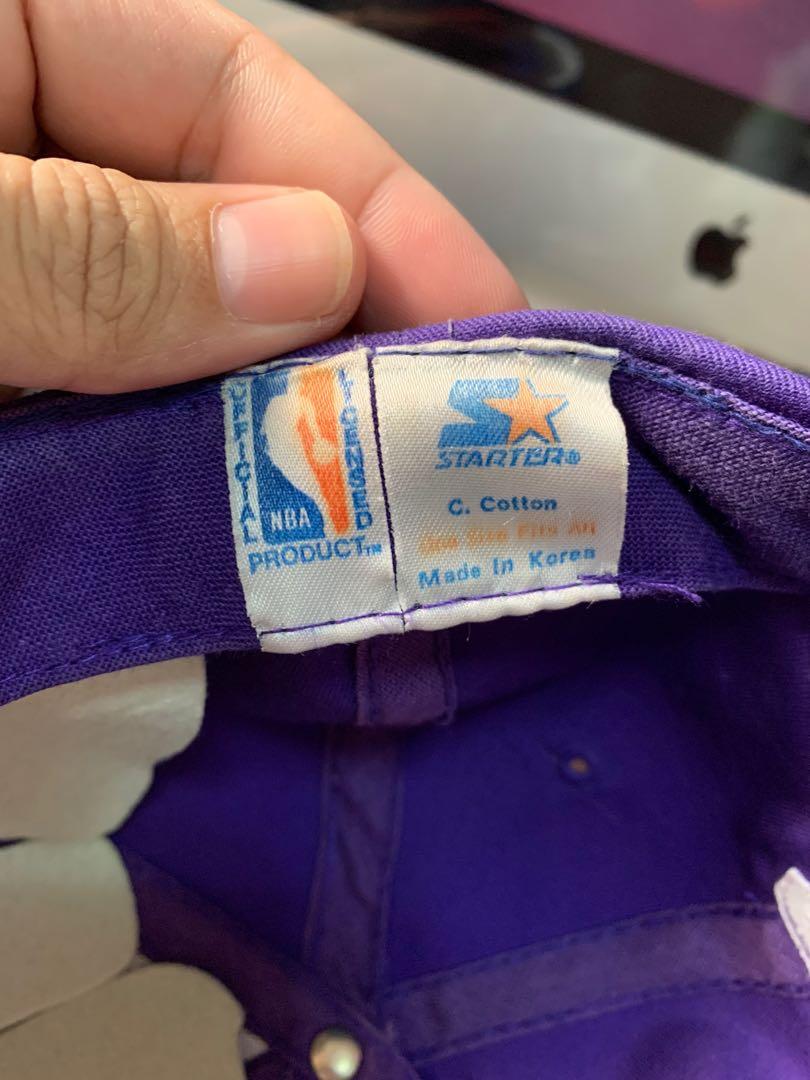 OFFICIAL
LICENSED
NBA
PRODUCT™
STARTER®
C. Cotton
One Size Fits All
Made In Korea